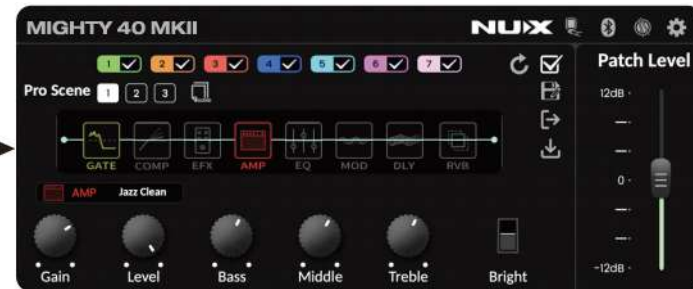 MIGHTY 40 MKII NUX
1 2 3 4 5 6 7 Patch Level
Pro Scene 1 2 3 12dB
GATE COMP EFX AMP EQ MOD DLY RVB
0
AMP Jazz Clean
-12dB
Gain Level Bass Middle Treble Bright